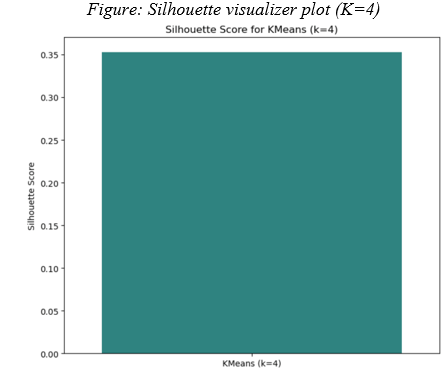 Figure: Silhouette visualizer plot (K=4)
Silhouette Score for KMeans (k=4)
0.35
0.30
0.25
0.20
0.15
0.10
0.05
0.00
Silhouette Score
KMeans (k=4)